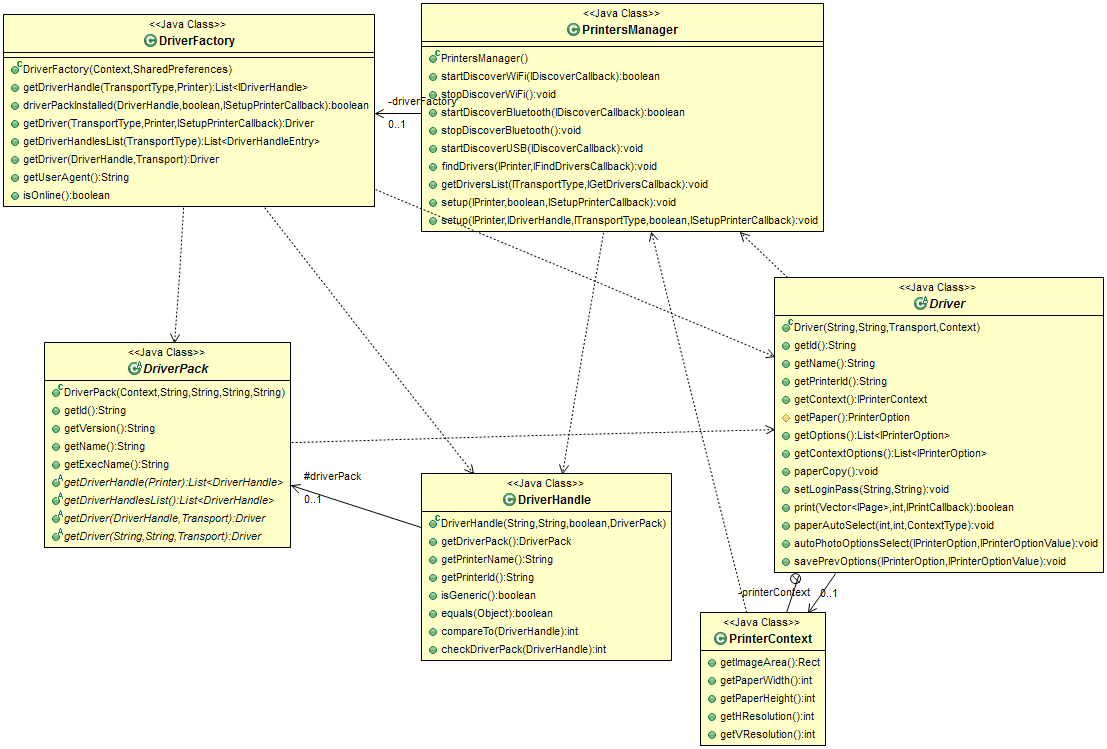 <<Java Class>>
DriverFactory
DriverFactory(Context,SharedPreferences)
getDriverHandle(TransportType,Printer):List<IDriverHandle>
driverPackInstalled(DriverHandle,boolean,ISetupPrinterCallback):boolean
getDriver(TransportType,Printer,ISetupPrinterCallback):Driver
getDriverHandlesList(TransportType):List<DriverHandleEntry>
getDriver(DriverHandle,Transport):Driver
getUserAgent():String
isOnline():boolean
-driverFactory
0..1
<<Java Class>>
PrintersManager
PrintersManager()
startDiscoverWiFi(IDiscoverCallback):boolean
stopDiscoverWiFi():void
startDiscoverBluetooth(IDiscoverCallback):boolean
stopDiscoverBluetooth():void
startDiscoverUSB(IDiscoverCallback):void
findDrivers(IPrinter,IFindDriversCallback):void
getDriversList(ITransportType,IGetDriversCallback):void
setup(IPrinter,boolean,ISetupPrinterCallback):void
setup(IPrinter,IDriverHandle,ITransportType,boolean,ISetupPrinterCallback):void
<<Java Class>>
Driver
Driver(String,String,Transport,Context)
getId():String
getName():String
getPrinterId():String
getContext():IPrinterContext
getPaper():PrinterOption
getOptions():List<IPrinterOption>
getContextOptions():List<IPrinterOption>
paperCopy():void
setLoginPass(String,String):void
print(Vector<IPage>,int,IPrintCallback):boolean
paperAutoSelect(int,int,ContextType):void
autoPhotoOptionsSelect(IPrinterOption,IPrinterOptionValue):void
savePrevOptions(IPrinterOption,IPrinterOptionValue):void
<<Java Class>>
DriverPack
DriverPack(Context,String,String,String,String)
getId():String
getVersion():String
getName():String
getExecName():String
getDriverHandle(Printer):List<DriverHandle>
getDriverHandlesList():List<DriverHandle>
getDriver(DriverHandle,Transport):Driver
getDriver(String,String,Transport):Driver
#driverPack
0..1
<<Java Class>>
DriverHandle
DriverHandle(String,String,boolean,DriverPack)
getDriverPack():DriverPack
getPrinterName():String
getPrinterId():String
isGeneric():boolean
equals(Object):boolean
compareTo(DriverHandle):int
checkDriverPack(DriverHandle):int
-printerContext
0..1
<<Java Class>>
PrinterContext
getImageArea():Rect
getPaperWidth():int
getPaperHeight():int
getHResolution():int
getVResolution():int